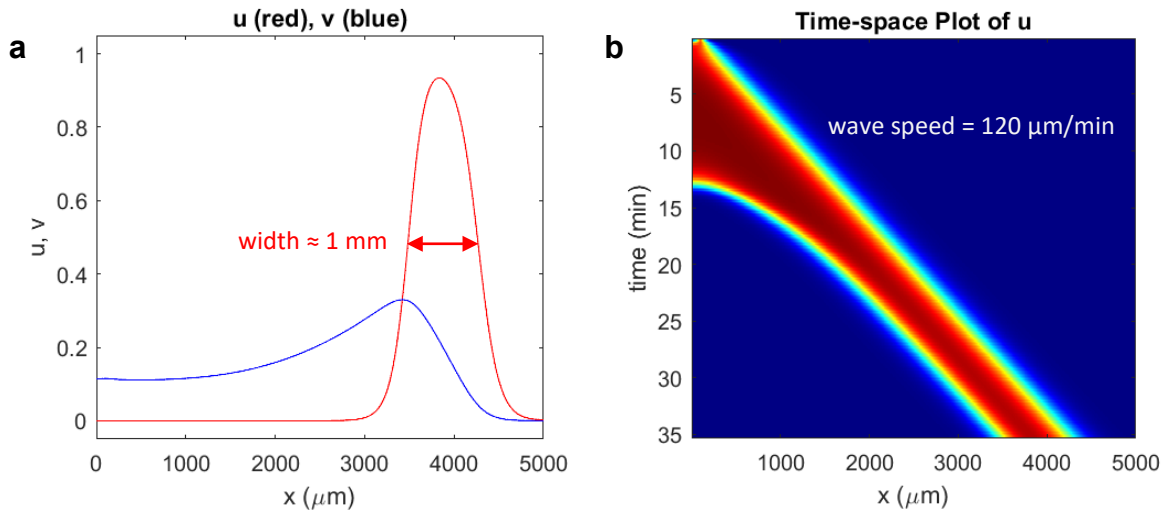 a
u (red), v (blue)
1
0.8
0.6
0.4
0.2
0
u, v
width ≈ 1 mm
0 1000 2000 3000 4000 5000
x (μm)
b
Time-space Plot of u
wave speed = 120 μm/min
5
10
15
20
25
30
35
time (min)
1000 2000 3000 4000 5000
x (μm)